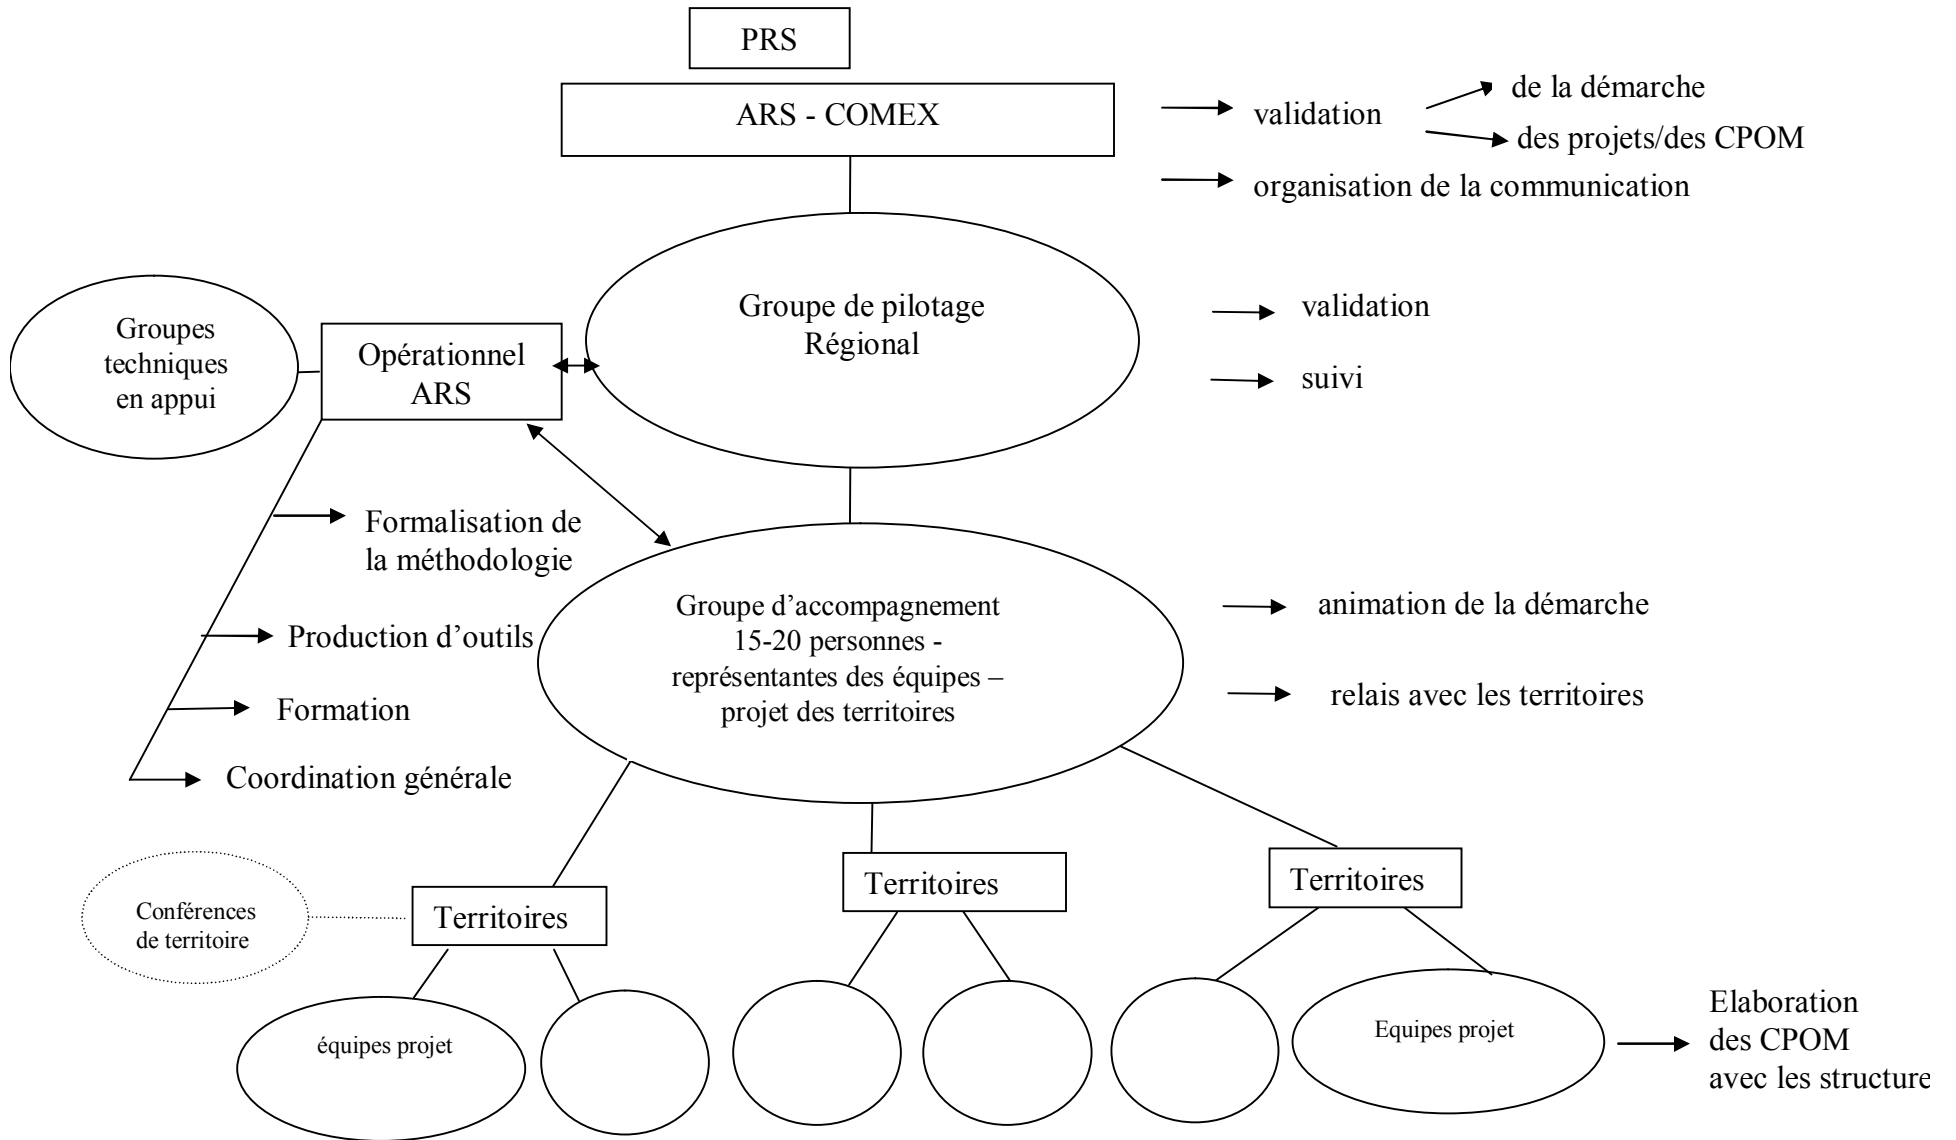 PRS
ARS - COMEX
validation
de la démarche
des projets/des CPOM
organisation de la communication
Groupe de pilotage
Régional
validation
suivi
Groupes
techniques
en appui
Opérationnel
ARS
Formalisation de
la méthodologie
Production d’outils
Formation
Coordination générale
Groupe d’accompagnement
15-20 personnes -
représentantes des équipes –
projet des territoires
animation de la démarche
relais avec les territoires
Conférences
de territoire
Territoires
Territoires
Territoires
équipes projet
Equipes projet
Elaboration
des CPOM
avec les structure